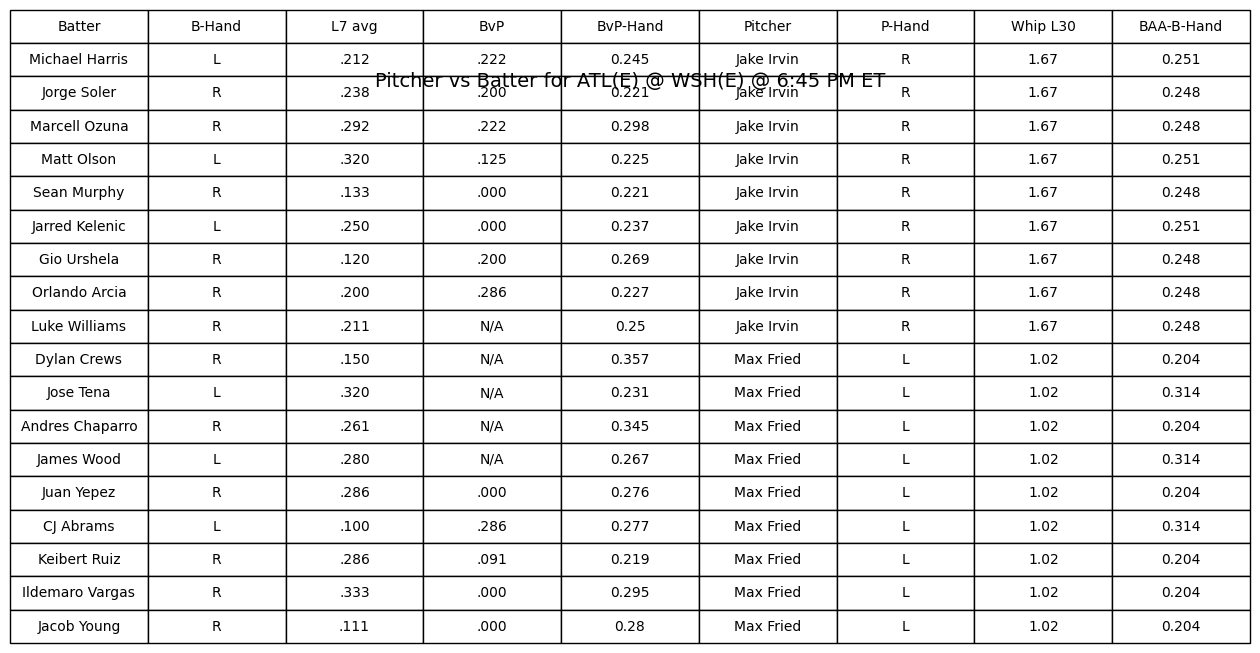 Batter B-Hand L7 avg BvP BvP-Hand Pitcher P-Hand Whip L30 BAA-B-Hand
Michael Harris L .212 .222 0.245 Jake Irvin R 1.67 0.251
Pitcher vs Batter for ATL(E) @ WSH(E) @ 6:45 PM ET
Jorge Soler R .238 .200 0.221 Jake Irvin R 1.67 0.248
Marcell Ozuna R .292 .222 0.298 Jake Irvin R 1.67 0.248
Matt Olson L .320 .125 0.225 Jake Irvin R 1.67 0.251
Sean Murphy R .133 .000 0.221 Jake Irvin R 1.67 0.248
Jarred Kelenic L .250 .000 0.237 Jake Irvin R 1.67 0.251
Gio Urshela R .120 .200 0.269 Jake Irvin R 1.67 0.248
Orlando Arcia R .200 .286 0.227 Jake Irvin R 1.67 0.248
Luke Williams R .211 N/A 0.25 Jake Irvin R 1.67 0.248
Dylan Crews R .150 N/A 0.357 Max Fried L 1.02 0.204
Jose Tena L .320 N/A 0.231 Max Fried L 1.02 0.314
Andres Chaparro R .261 N/A 0.345 Max Fried L 1.02 0.204
James Wood L .280 N/A 0.267 Max Fried L 1.02 0.314
Juan Yepez R .286 .000 0.276 Max Fried L 1.02 0.204
CJ Abrams L .100 .286 0.277 Max Fried L 1.02 0.314
Keibert Ruiz R .286 .091 0.219 Max Fried L 1.02 0.204
Ildemaro Vargas R .333 .000 0.295 Max Fried L 1.02 0.204
Jacob Young R .111 .000 0.28 Max Fried L 1.02 0.204